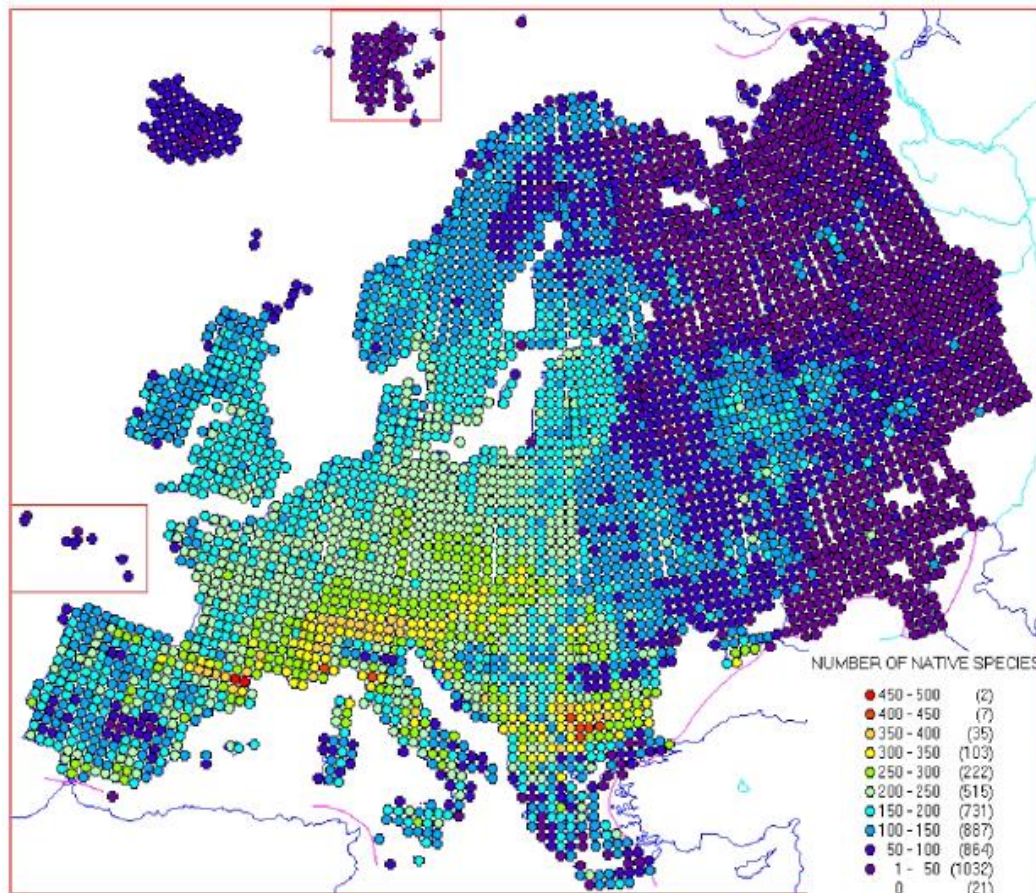 NUMBER OF NATIVE SPECIES
450 - 500 (2)
400 - 450 (7)
350 - 400 (35)
300 - 350 (103)
250 - 300 (222)
200 - 250 (515)
150 - 200 (731)
100 - 150 (887)
50 - 100 (864)
1 - 50 (1032)
0 (21)